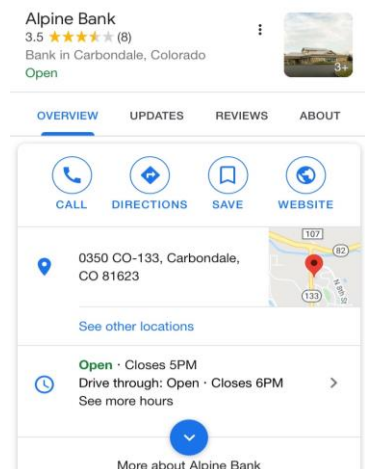 Alpine Bank
3.5 (8)
Bank in Carbondale, Colorado
Open
3+
OVERVIEW UPDATES REVIEWS ABOUT
CALL DIRECTIONS SAVE WEBSITE
0350 CO-133, Carbondale,
CO 81623
107
82
133
N 8th St
See other locations
Open · Closes 5PM
Drive through: Open · Closes 6PM
See more hours
More about Alpine Bank